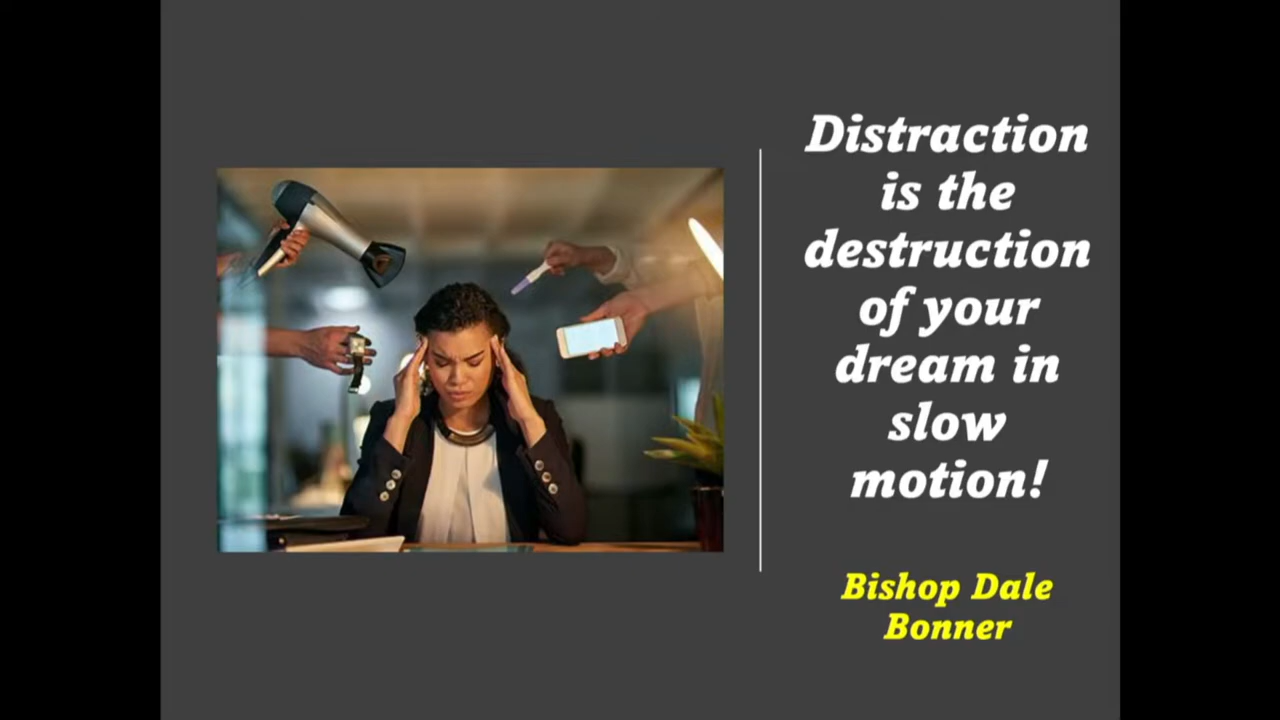 Distraction
is the
destruction
of your
dream in
slow
motion!
Bishop Dale
Bonner